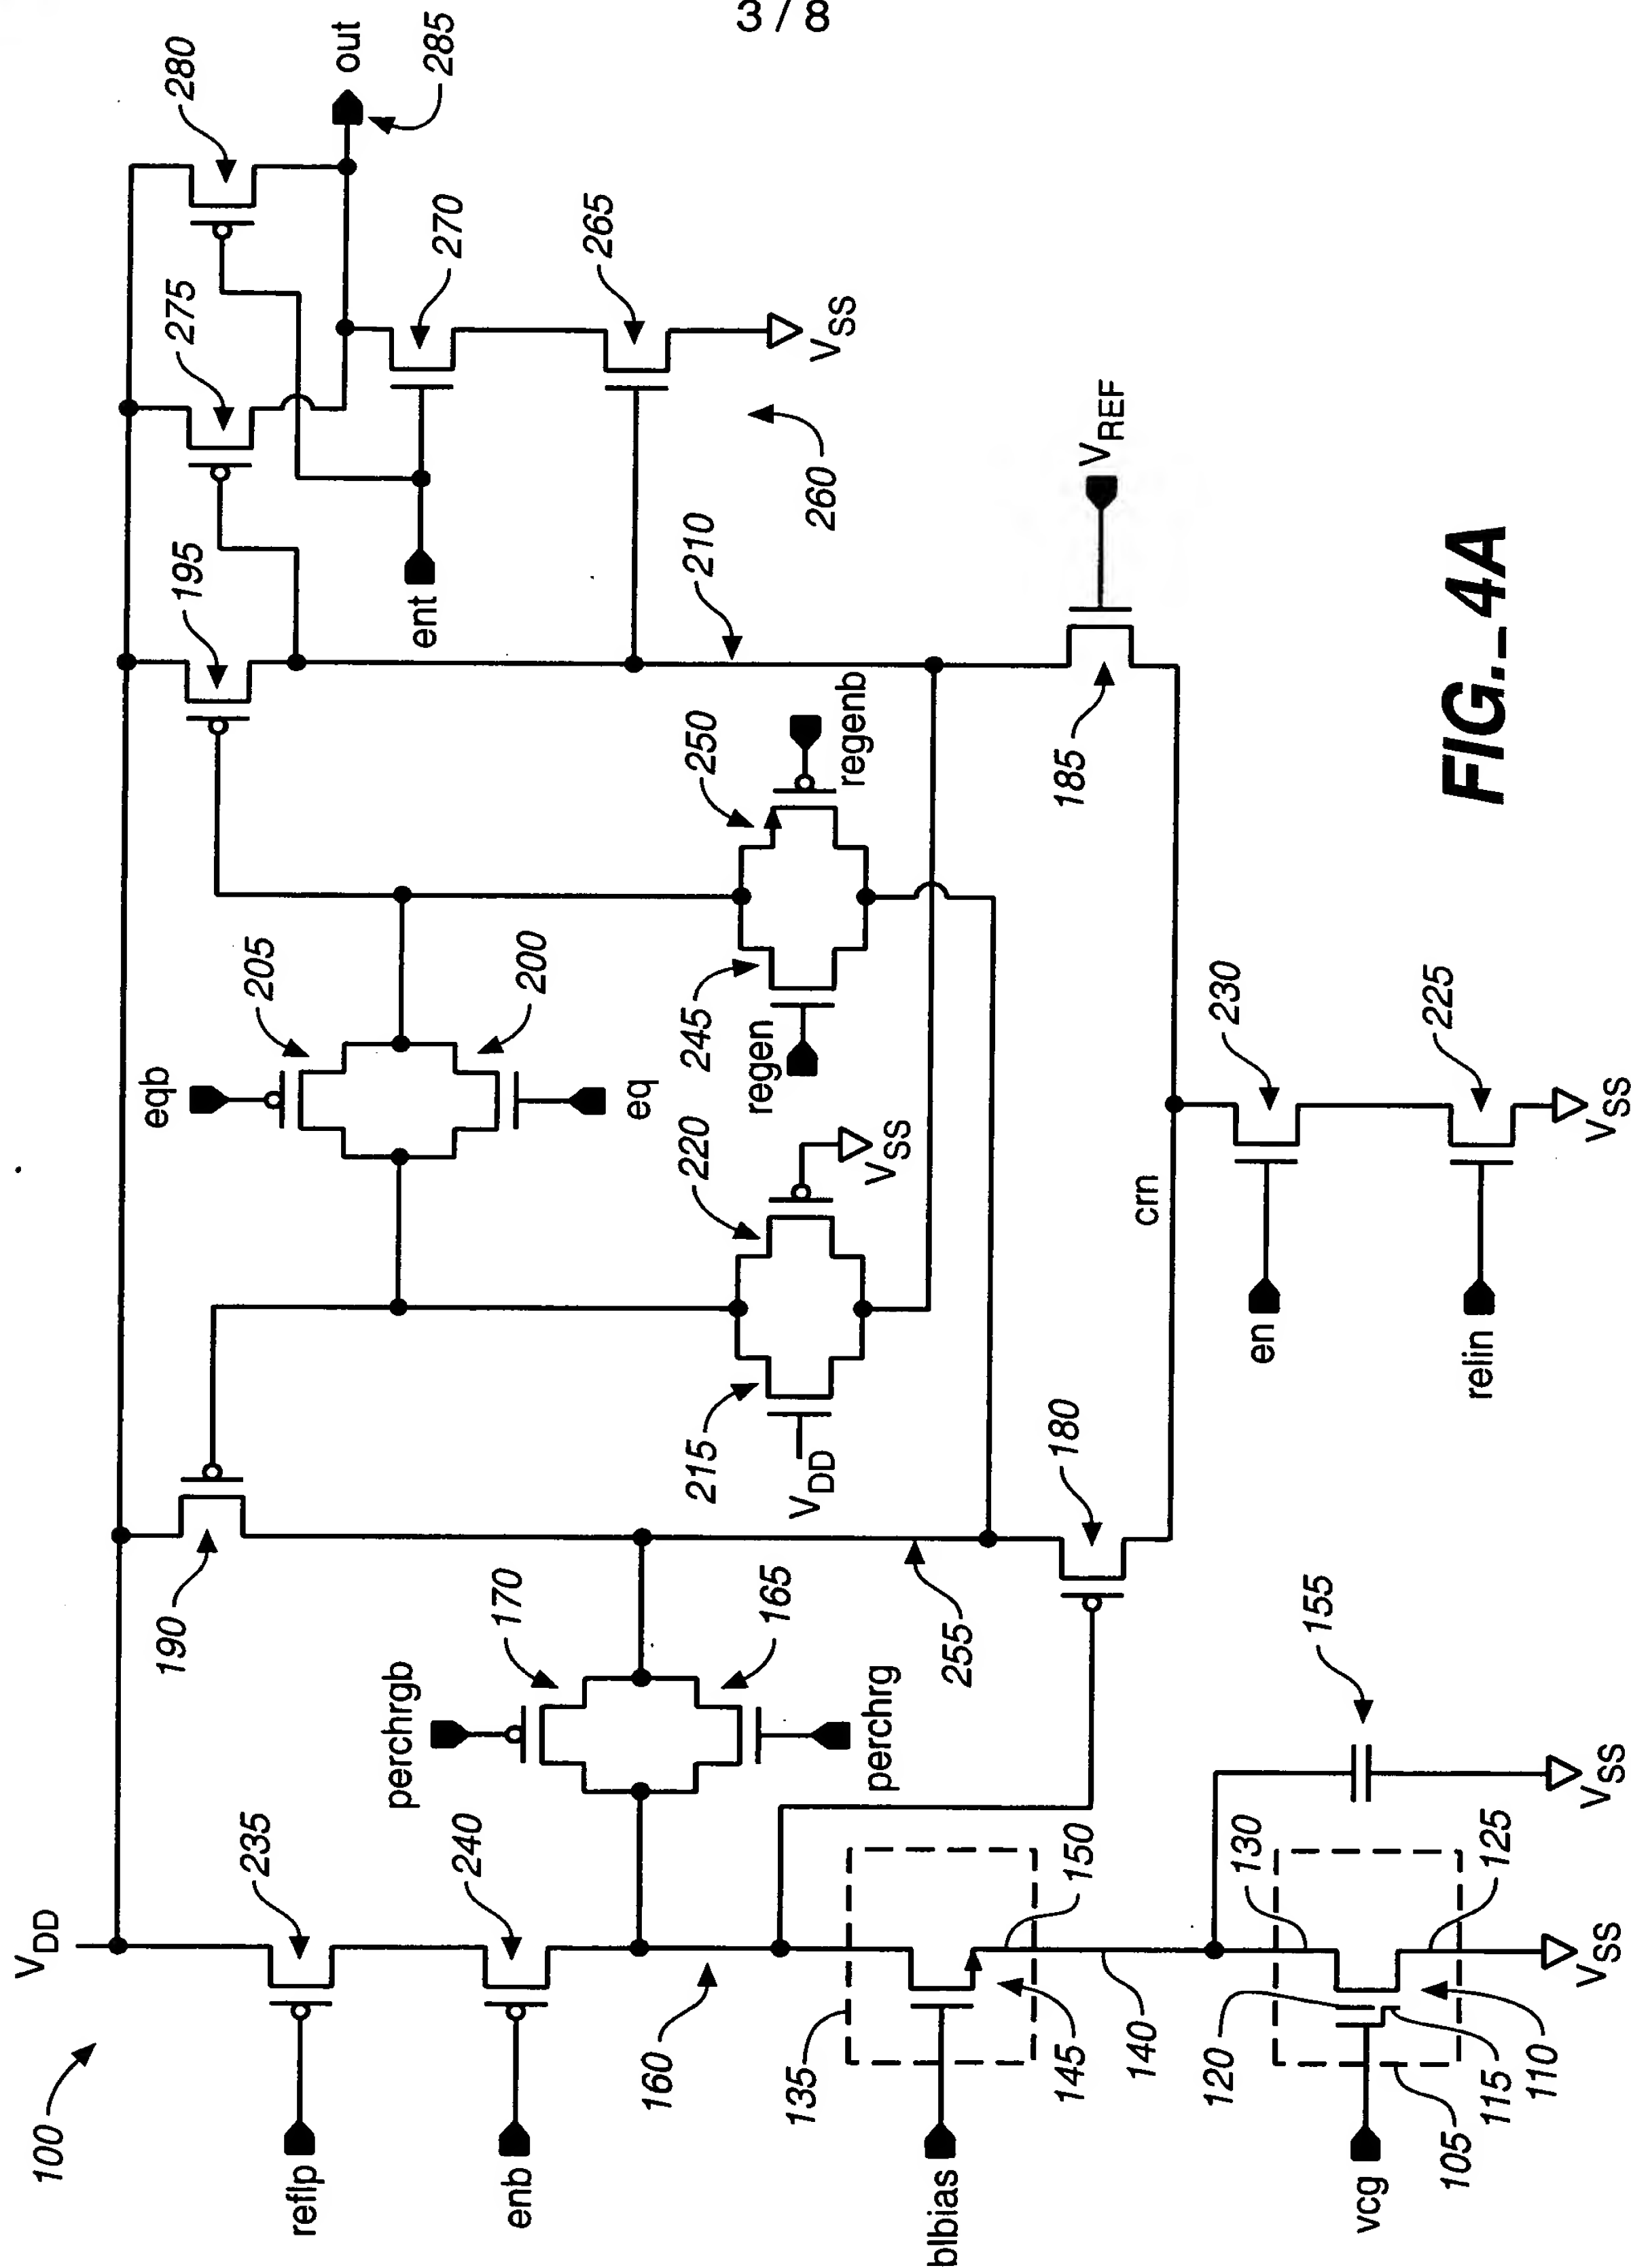 3 / 8
100
VDD
reflp
235
enb
240
160
perchrgb
170
165
perchrg
190
255
eqb
205
200
eq
195
210
275
280
out
285
ent
270
265
VSS
260
215
220
VDD
VSS
regen
245
250
regenb
180
185
VREF
crn
en
230
relin
225
VSS
blbias
135
145
150
140
155
VSS
vcg
105
120
115
110
130
125
VSS
FIG._4A